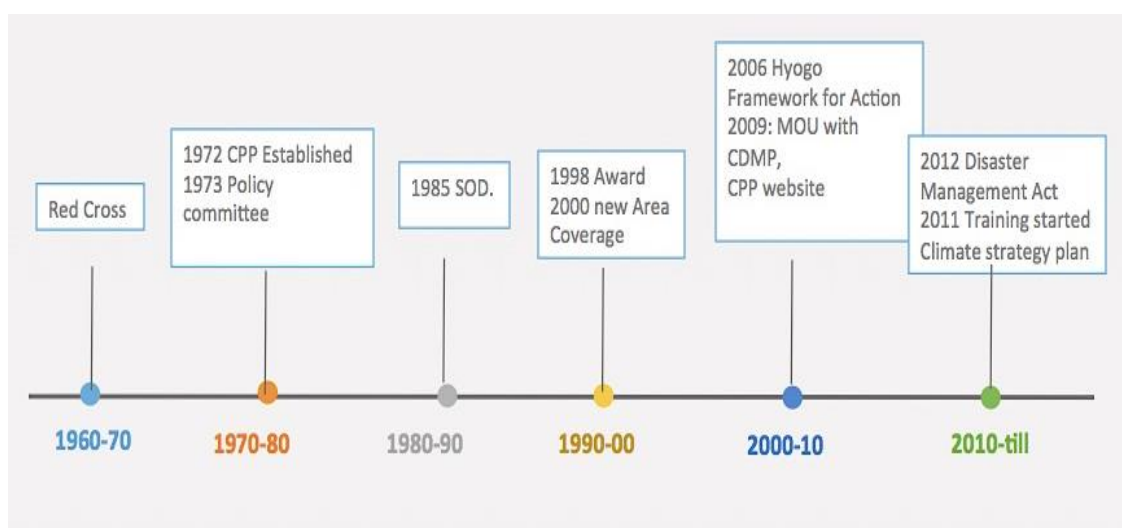 Red Cross
1972 CPP Established
1973 Policy
committee
1985 SOD.
1998 Award
2000 new Area
Coverage
2006 Hyogo
Framework for Action
2009: MOU with
CDMP,
CPP website
2012 Disaster
Management Act
2011 Training started
Climate strategy plan
1960-70
1970-80
1980-90
1990-00
2000-10
2010-till